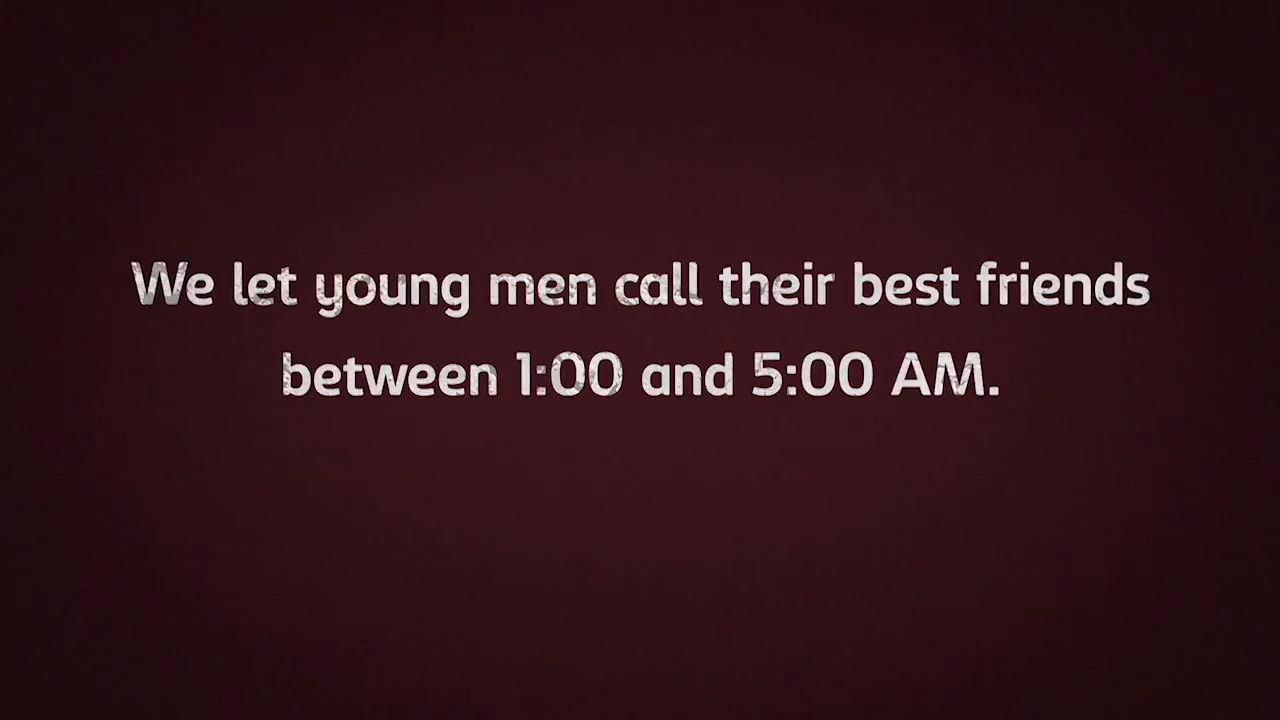 We let young men call their best friends
between 1:00 and 5:00 AM.